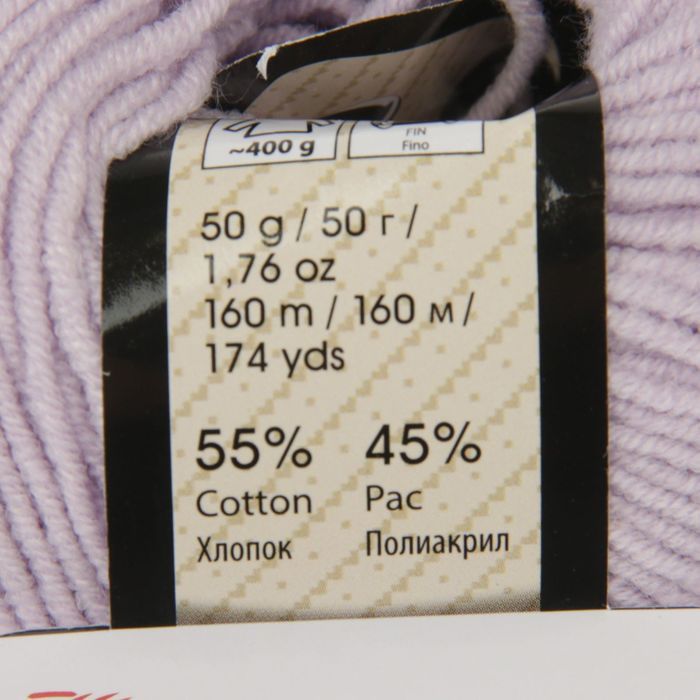 ~400 g
FIN
Fino
50 g / 50 г /
1,76 oz
160 m / 160 м /
174 yds
55% 45%
Cotton Pac
Хлопок Полиакрил